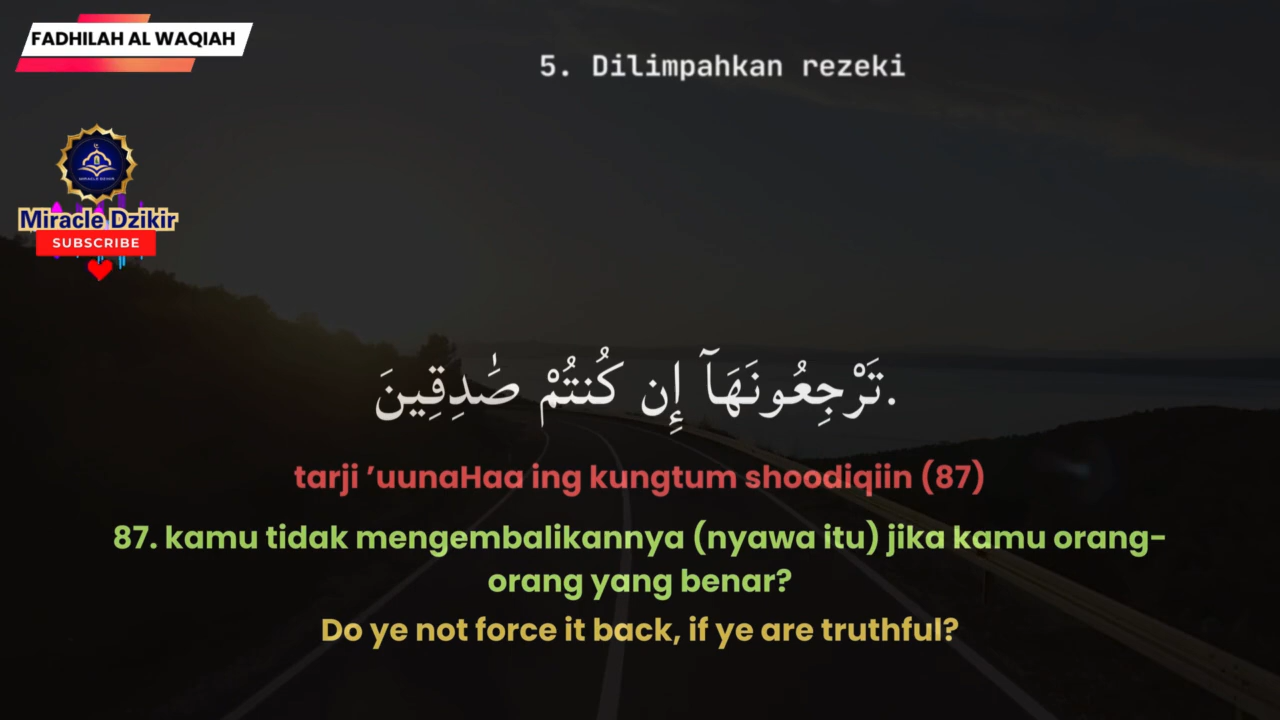 FADHILAH AL WAQIAH
5. Dilimpahkan rezeki
MIRACLE DZIKIR
Miracle Dzikir
SUBSCRIBE
تَرْجِعُونَهَآ إِن كُنتُمْ صَٰدِقِينَ.
tarji ’uunaHaa ing kungtum shoodiqiin (87)
87. kamu tidak mengembalikannya (nyawa itu) jika kamu orang-
orang yang benar?
Do ye not force it back, if ye are truthful?